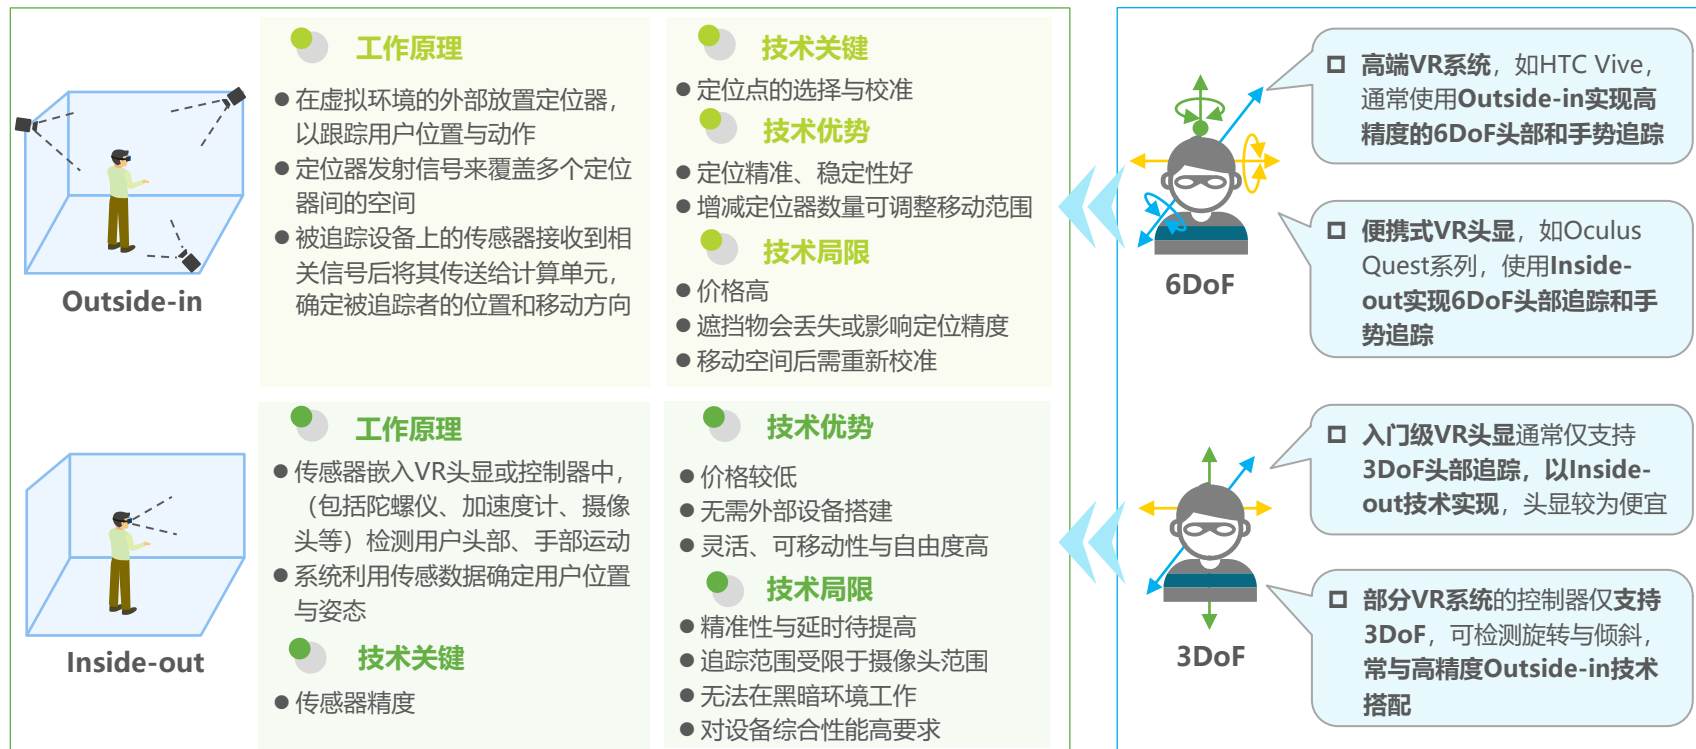 工作原理
在虚拟环境的外部放置定位器，
以跟踪用户位置与动作
定位器发射信号来覆盖多个定位
器间的空间
被追踪设备上的传感器接收到相
关信号后将其传送给计算单元，
确定被追踪者的位置和移动方向
Outside-in
技术关键
定位点的选择与校准
技术优势
定位精准、稳定性好
增减定位器数量可调整移动范围
技术局限
价格高
遮挡物会丢失或影响定位精度
移动空间后需重新校准
工作原理
传感器嵌入VR头显或控制器中，
（包括陀螺仪、加速度计、摄像
头等）检测用户头部、手部运动
系统利用传感数据确定用户位置
与姿态
技术关键
传感器精度
Inside-out
技术优势
价格较低
无需外部设备搭建
灵活、可移动性与自由度高
技术局限
精准性与延时待提高
追踪范围受限于摄像头范围
无法在黑暗环境工作
对设备综合性能高要求
6DoF
高端VR系统，如HTC Vive，
通常使用Outside-in实现高
精度的6DoF头部和手势追踪
便携式VR头显，如Oculus
Quest系列，使用Inside-
out实现6DoF头部追踪和手
势追踪
3DoF
入门级VR头显通常仅支持
3DoF头部追踪，以Inside-
out技术实现，头显较为便宜
部分VR系统的控制器仅支持
3DoF，可检测旋转与倾斜，
常与高精度Outside-in技术
搭配